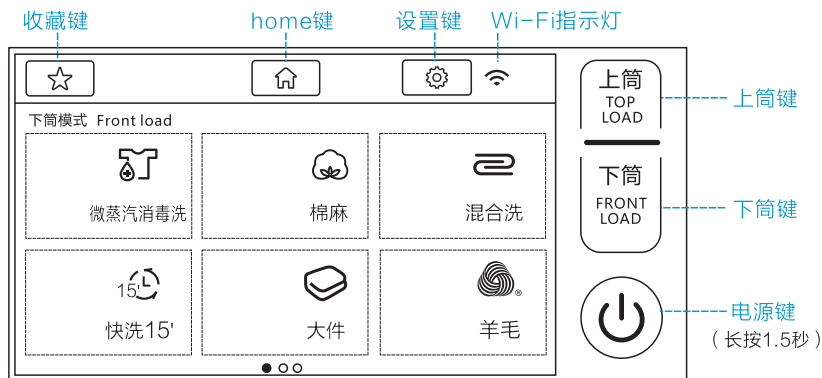 收藏键
home键
设置键
Wi-Fi指示灯
上筒
TOP
LOAD
上筒键
下筒模式 Front load
微蒸汽消毒洗
棉麻
混合洗
下筒
FRONT
LOAD
下筒键
15'
快洗15'
大件
®
羊毛
电源键
（长按1.5秒）